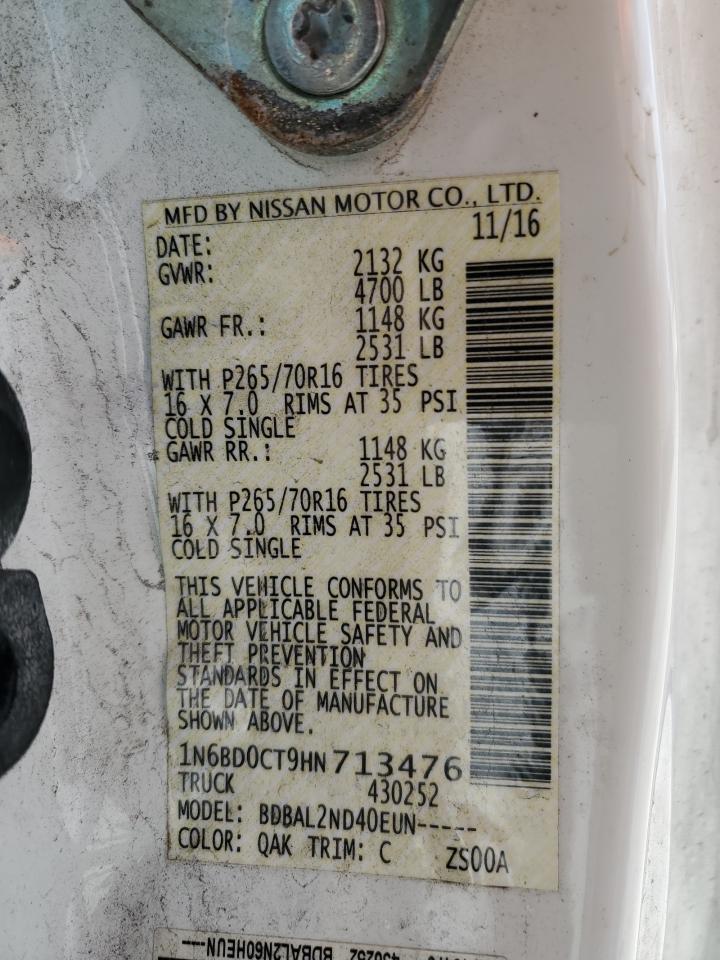 MFD BY NISSAN MOTOR CO., LTD.
DATE: 11/16
GVWR: 2132 KG
4700 LB
GAWR FR.: 1148 KG
2531 LB
WITH P265/70R16 TIRES
16 X 7.0 RIMS AT 35 PSI
COLD SINGLE
GAWR RR.: 1148 KG
2531 LB
WITH P265/70R16 TIRES
16 X 7.0 RIMS AT 35 PSI
COLD SINGLE
THIS VEHICLE CONFORMS TO
ALL APPLICABLE FEDERAL
MOTOR VEHICLE SAFETY AND
THEFT PREVENTION
STANDARDS IN EFFECT ON
THE DATE OF MANUFACTURE
SHOWN ABOVE.
1N6BD0CT9HN713476
TRUCK 430252
MODEL: BDBAL2ND40EUN-----
COLOR: QAK TRIM: C ZS00A
430252 BDBAL2N60HEUN---